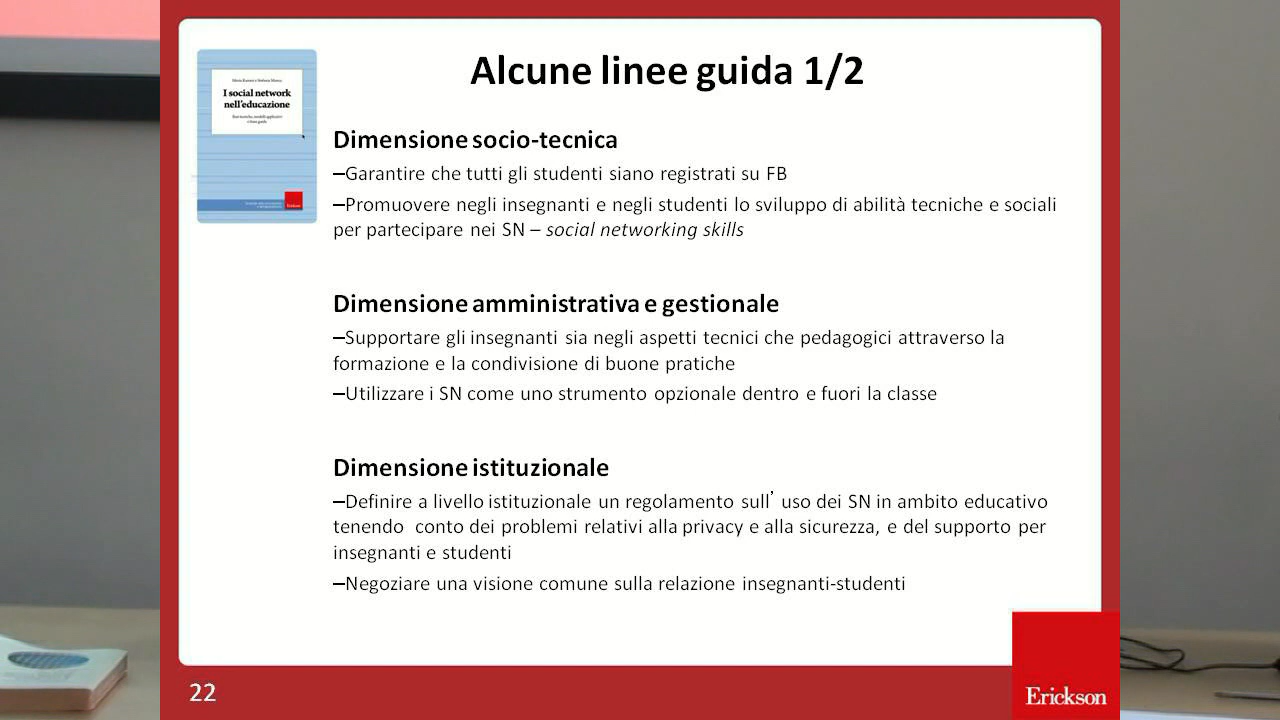 Alcune linee guida 1/2
I social network
nell'educazione
Dimensione socio-tecnica
–Garantire che tutti gli studenti siano registrati su FB
–Promuovere negli insegnanti e negli studenti lo sviluppo di abilità tecniche e sociali
per partecipare nei SN – social networking skills
Dimensione amministrativa e gestionale
–Supportare gli insegnanti sia negli aspetti tecnici che pedagogici attraverso la
formazione e la condivisione di buone pratiche
–Utilizzare i SN come uno strumento opzionale dentro e fuori la classe
Dimensione istituzionale
–Definire a livello istituzionale un regolamento sull’ uso dei SN in ambito educativo
tenendo conto dei problemi relativi alla privacy e alla sicurezza, e del supporto per
insegnanti e studenti
–Negoziare una visione comune sulla relazione insegnanti-studenti
22
Erickson